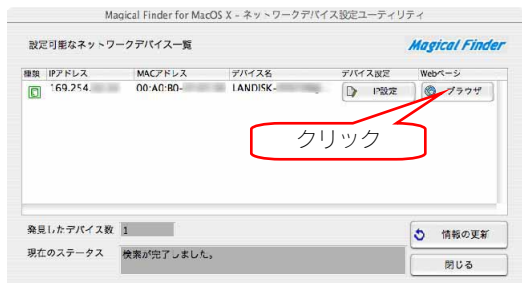 Magical Finder for MacOS X - ネットワークデバイス設定ユーティリティ
設定可能なネットワークデバイス一覧
Magical Finder
種類 IPアドレス MACアドレス デバイス名 デバイス設定 Webページ
169.254. 00:A0:B0- LANDISK- IP設定 ブラウザ
クリック
発見したデバイス数 1
情報の更新
現在のステータス 検索が完了しました。
閉じる